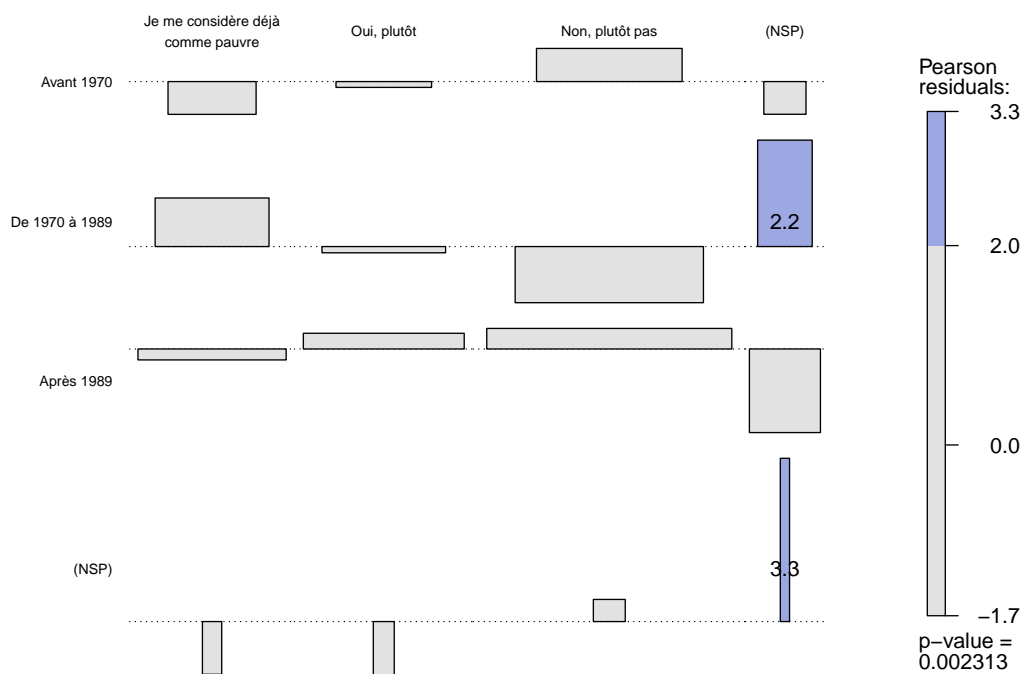 Je me considère déjà
comme pauvre
Oui, plutôt
Non, plutôt pas
(NSP)
Avant 1970
De 1970 à 1989
2.2
Après 1989
(NSP)
3.3
Pearson
residuals:
3.3
2.0
0.0
−1.7
p−value =
0.002313